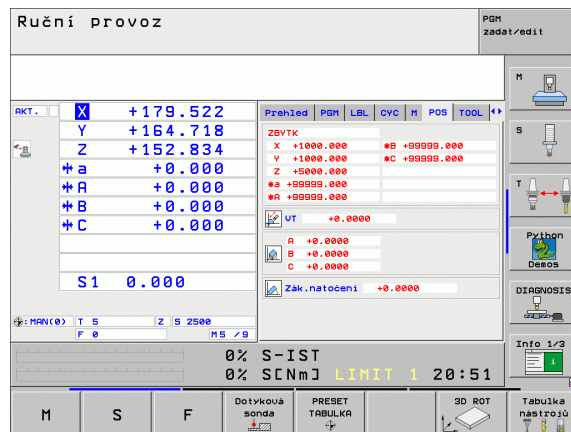 Ruční provoz
PGM
zadat/edit
AKT.
X +179.522
Y +164.718
Z +152.834
a +0.000
A +0.000
B +0.000
C +0.000
S1 0.000
MAN(0) T 5 Z S 2500
F 0 M5 / 9
Prehled PGM LBL CYC M POS TOOL
ZBYTK
X +1000.000 *B +99999.000
Y +1000.000 *C +99999.000
Z +5000.000
*a +99999.000
*A +99999.000
VT +0.0000
A +0.0000
B +0.0000
C +0.0000
Zák.natočení +0.0000
0% S-IST
0% S[Nm] LIMIT 1 20:51
M
S
T
Python
Demos
DIAGNOSIS
Info 1/3
M
S
F
Dotyková
sonda
PRESET
TABULKA
3D ROT
Tabulka
nástrojů